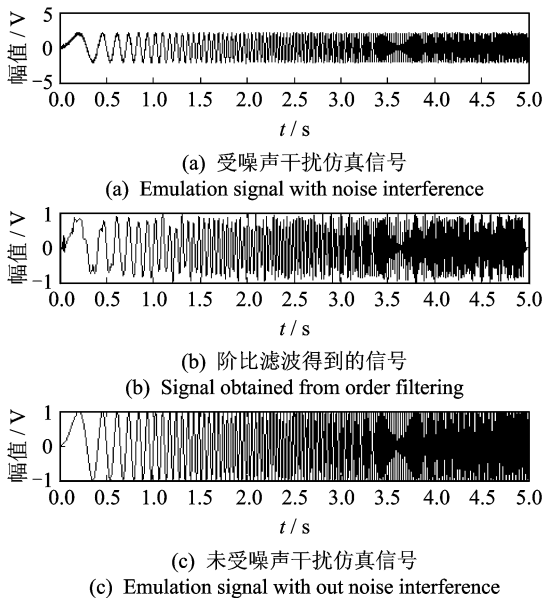 幅值 / V
5
0
−5
0.0 0.5 1.0 1.5 2.0 2.5 3.0 3.5 4.0 4.5 5.0
t / s
(a) 受噪声干扰仿真信号
(a) Emulation signal with noise interference
幅值 / V
1
0
−1
0.0 0.5 1.0 1.5 2.0 2.5 3.0 3.5 4.0 4.5 5.0
t / s
(b) 阶比滤波得到的信号
(b) Signal obtained from order filtering
幅值 / V
1
0
−1
0.0 0.5 1.0 1.5 2.0 2.5 3.0 3.5 4.0 4.5 5.0
t / s
(c) 未受噪声干扰仿真信号
(c) Emulation signal with out noise interference